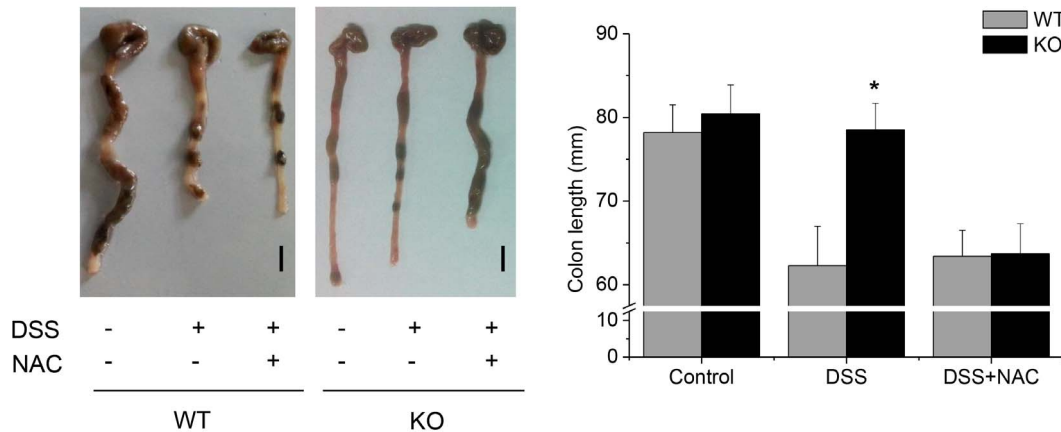 DSS - + + - + +
NAC - - + - - +
WT KO
WT
KO
Colon length (mm)
90
80
70
60
10
0
*
Control DSS DSS+NAC